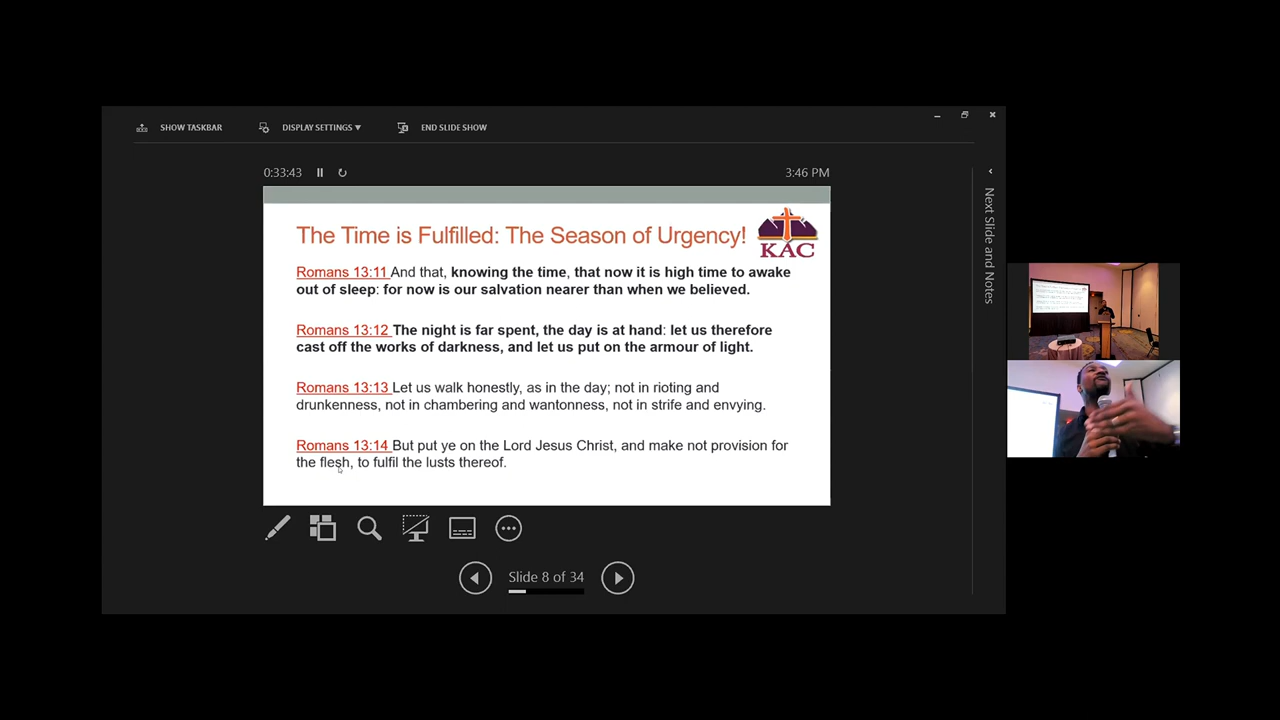 SHOW TASKBAR
DISPLAY SETTINGS ▼
END SLIDE SHOW
0:33:43
3:46 PM
Next Slide and Notes
The Time is Fulfilled: The Season of Urgency!
KAC
Romans 13:11 And that, knowing the time, that now it is high time to awake
out of sleep: for now is our salvation nearer than when we believed.
Romans 13:12 The night is far spent, the day is at hand: let us therefore
cast off the works of darkness, and let us put on the armour of light.
Romans 13:13 Let us walk honestly, as in the day; not in rioting and
drunkenness, not in chambering and wantonness, not in strife and envying.
Romans 13:14 But put ye on the Lord Jesus Christ, and make not provision for
the flesh, to fulfil the lusts thereof.
Slide 8 of 34